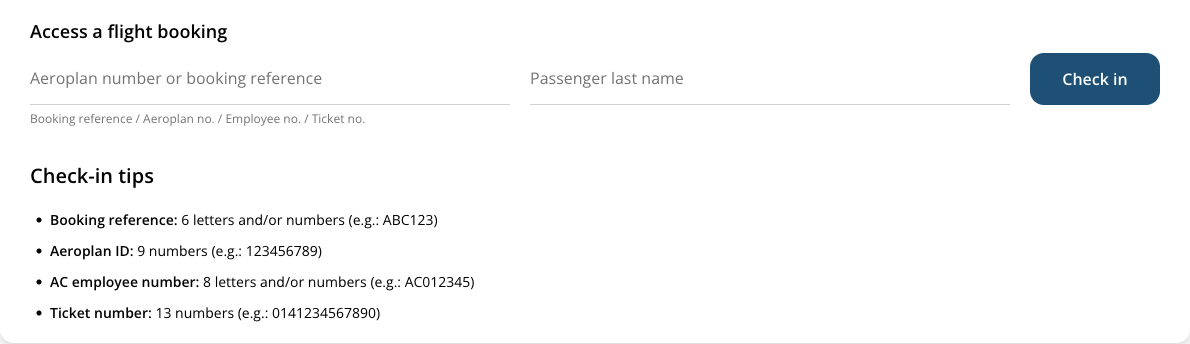 Access a flight booking
Aeroplan number or booking reference
Passenger last name
Check in
Booking reference / Aeroplan no. / Employee no. / Ticket no.
Check-in tips
• Booking reference: 6 letters and/or numbers (e.g.: ABC123)
• Aeroplan ID: 9 numbers (e.g.: 123456789)
• AC employee number: 8 letters and/or numbers (e.g.: AC012345)
• Ticket number: 13 numbers (e.g.: 0141234567890)